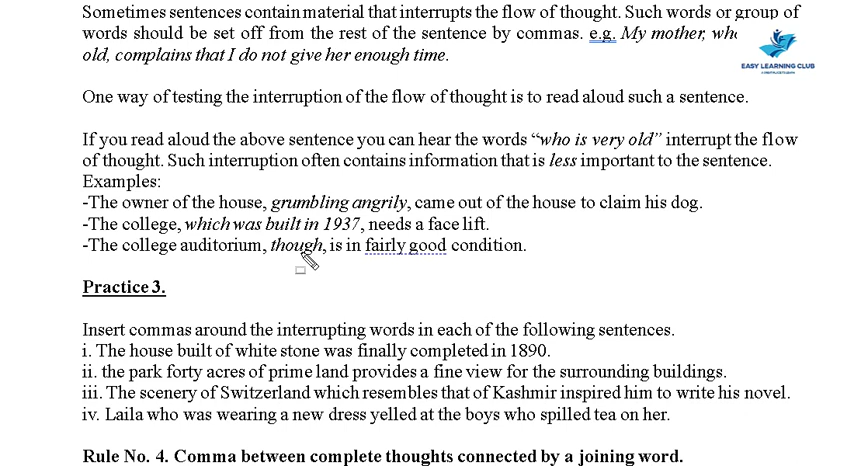 Sometimes sentences contain material that interrupts the flow of thought. Such words or group of
words should be set off from the rest of the sentence by commas. e.g. My mother, who
old, complains that I do not give her enough time.
EASY LEARNING CLUB
One way of testing the interruption of the flow of thought is to read aloud such a sentence.
If you read aloud the above sentence you can hear the words “who is very old” interrupt the flow
of thought. Such interruption often contains information that is less important to the sentence.
Examples:
-The owner of the house, grumbling angrily, came out of the house to claim his dog.
-The college, which was built in 1937, needs a face lift.
-The college auditorium, though, is in fairly good condition.
Practice 3.
Insert commas around the interrupting words in each of the following sentences.
i. The house built of white stone was finally completed in 1890.
ii. the park forty acres of prime land provides a fine view for the surrounding buildings.
iii. The scenery of Switzerland which resembles that of Kashmir inspired him to write his novel.
iv. Laila who was wearing a new dress yelled at the boys who spilled tea on her.
Rule No. 4. Comma between complete thoughts connected by a joining word.